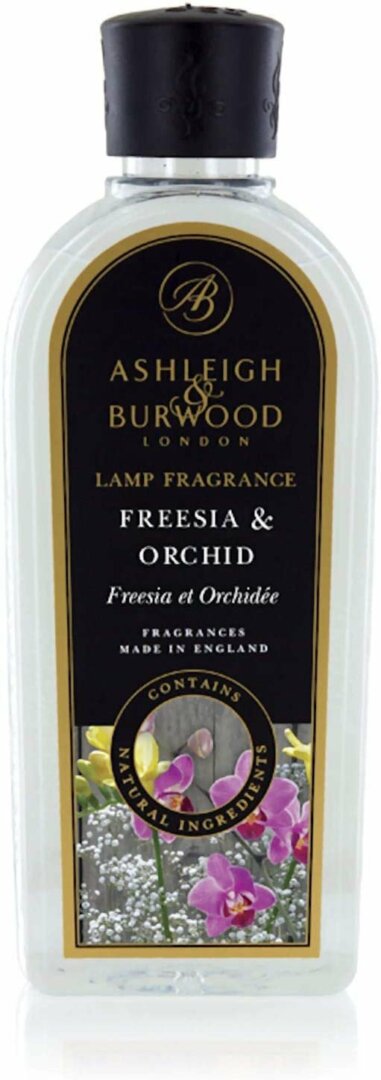 AB
ASHLEIGH
&
BURWOOD
LONDON
LAMP FRAGRANCE
FREESIA &
ORCHID
Freesia et Orchidée
FRAGRANCES
MADE IN ENGLAND
CONTAINS
NATURAL INGREDIENTS